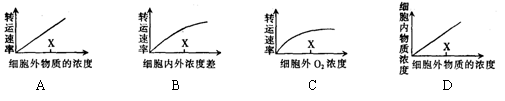 转运速率
X
细胞外物质的浓度
A
转运速率
X
细胞内外浓度差
B
转运速率
X
细胞外O₂浓度
C
细胞内物质浓度
X
细胞外物质的浓度
D